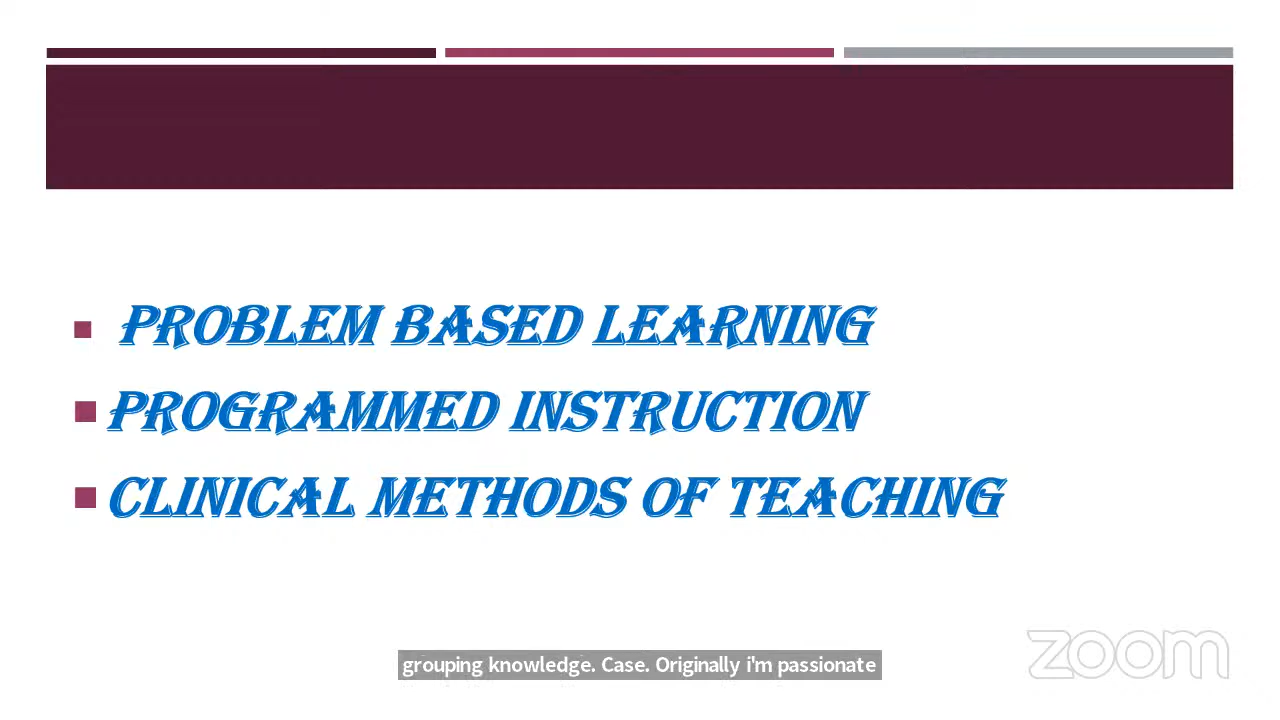 PROBLEM BASED LEARNING
PROGRAMMED INSTRUCTION
CLINICAL METHODS OF TEACHING
grouping knowledge. Case. Originally i'm passionate
zoom